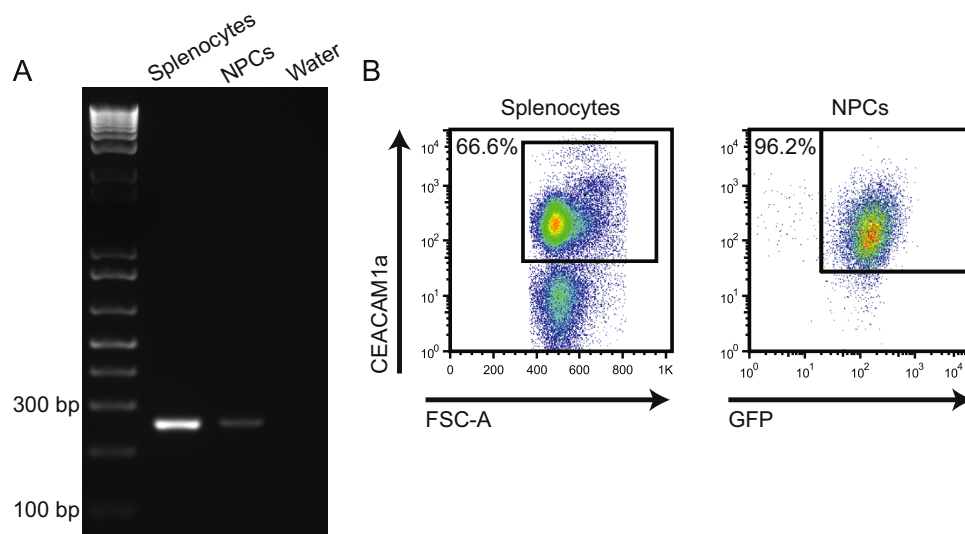 A
Splenocytes
NPCs
Water
300 bp
100 bp
B
Splenocytes
CEACAM1a
66.6%
10⁴
10³
10²
10¹
10⁰
0 200 400 600 800 1K
FSC-A
NPCs
96.2%
10⁴
10³
10²
10¹
10⁰
10⁰ 10¹ 10² 10³ 10⁴
GFP